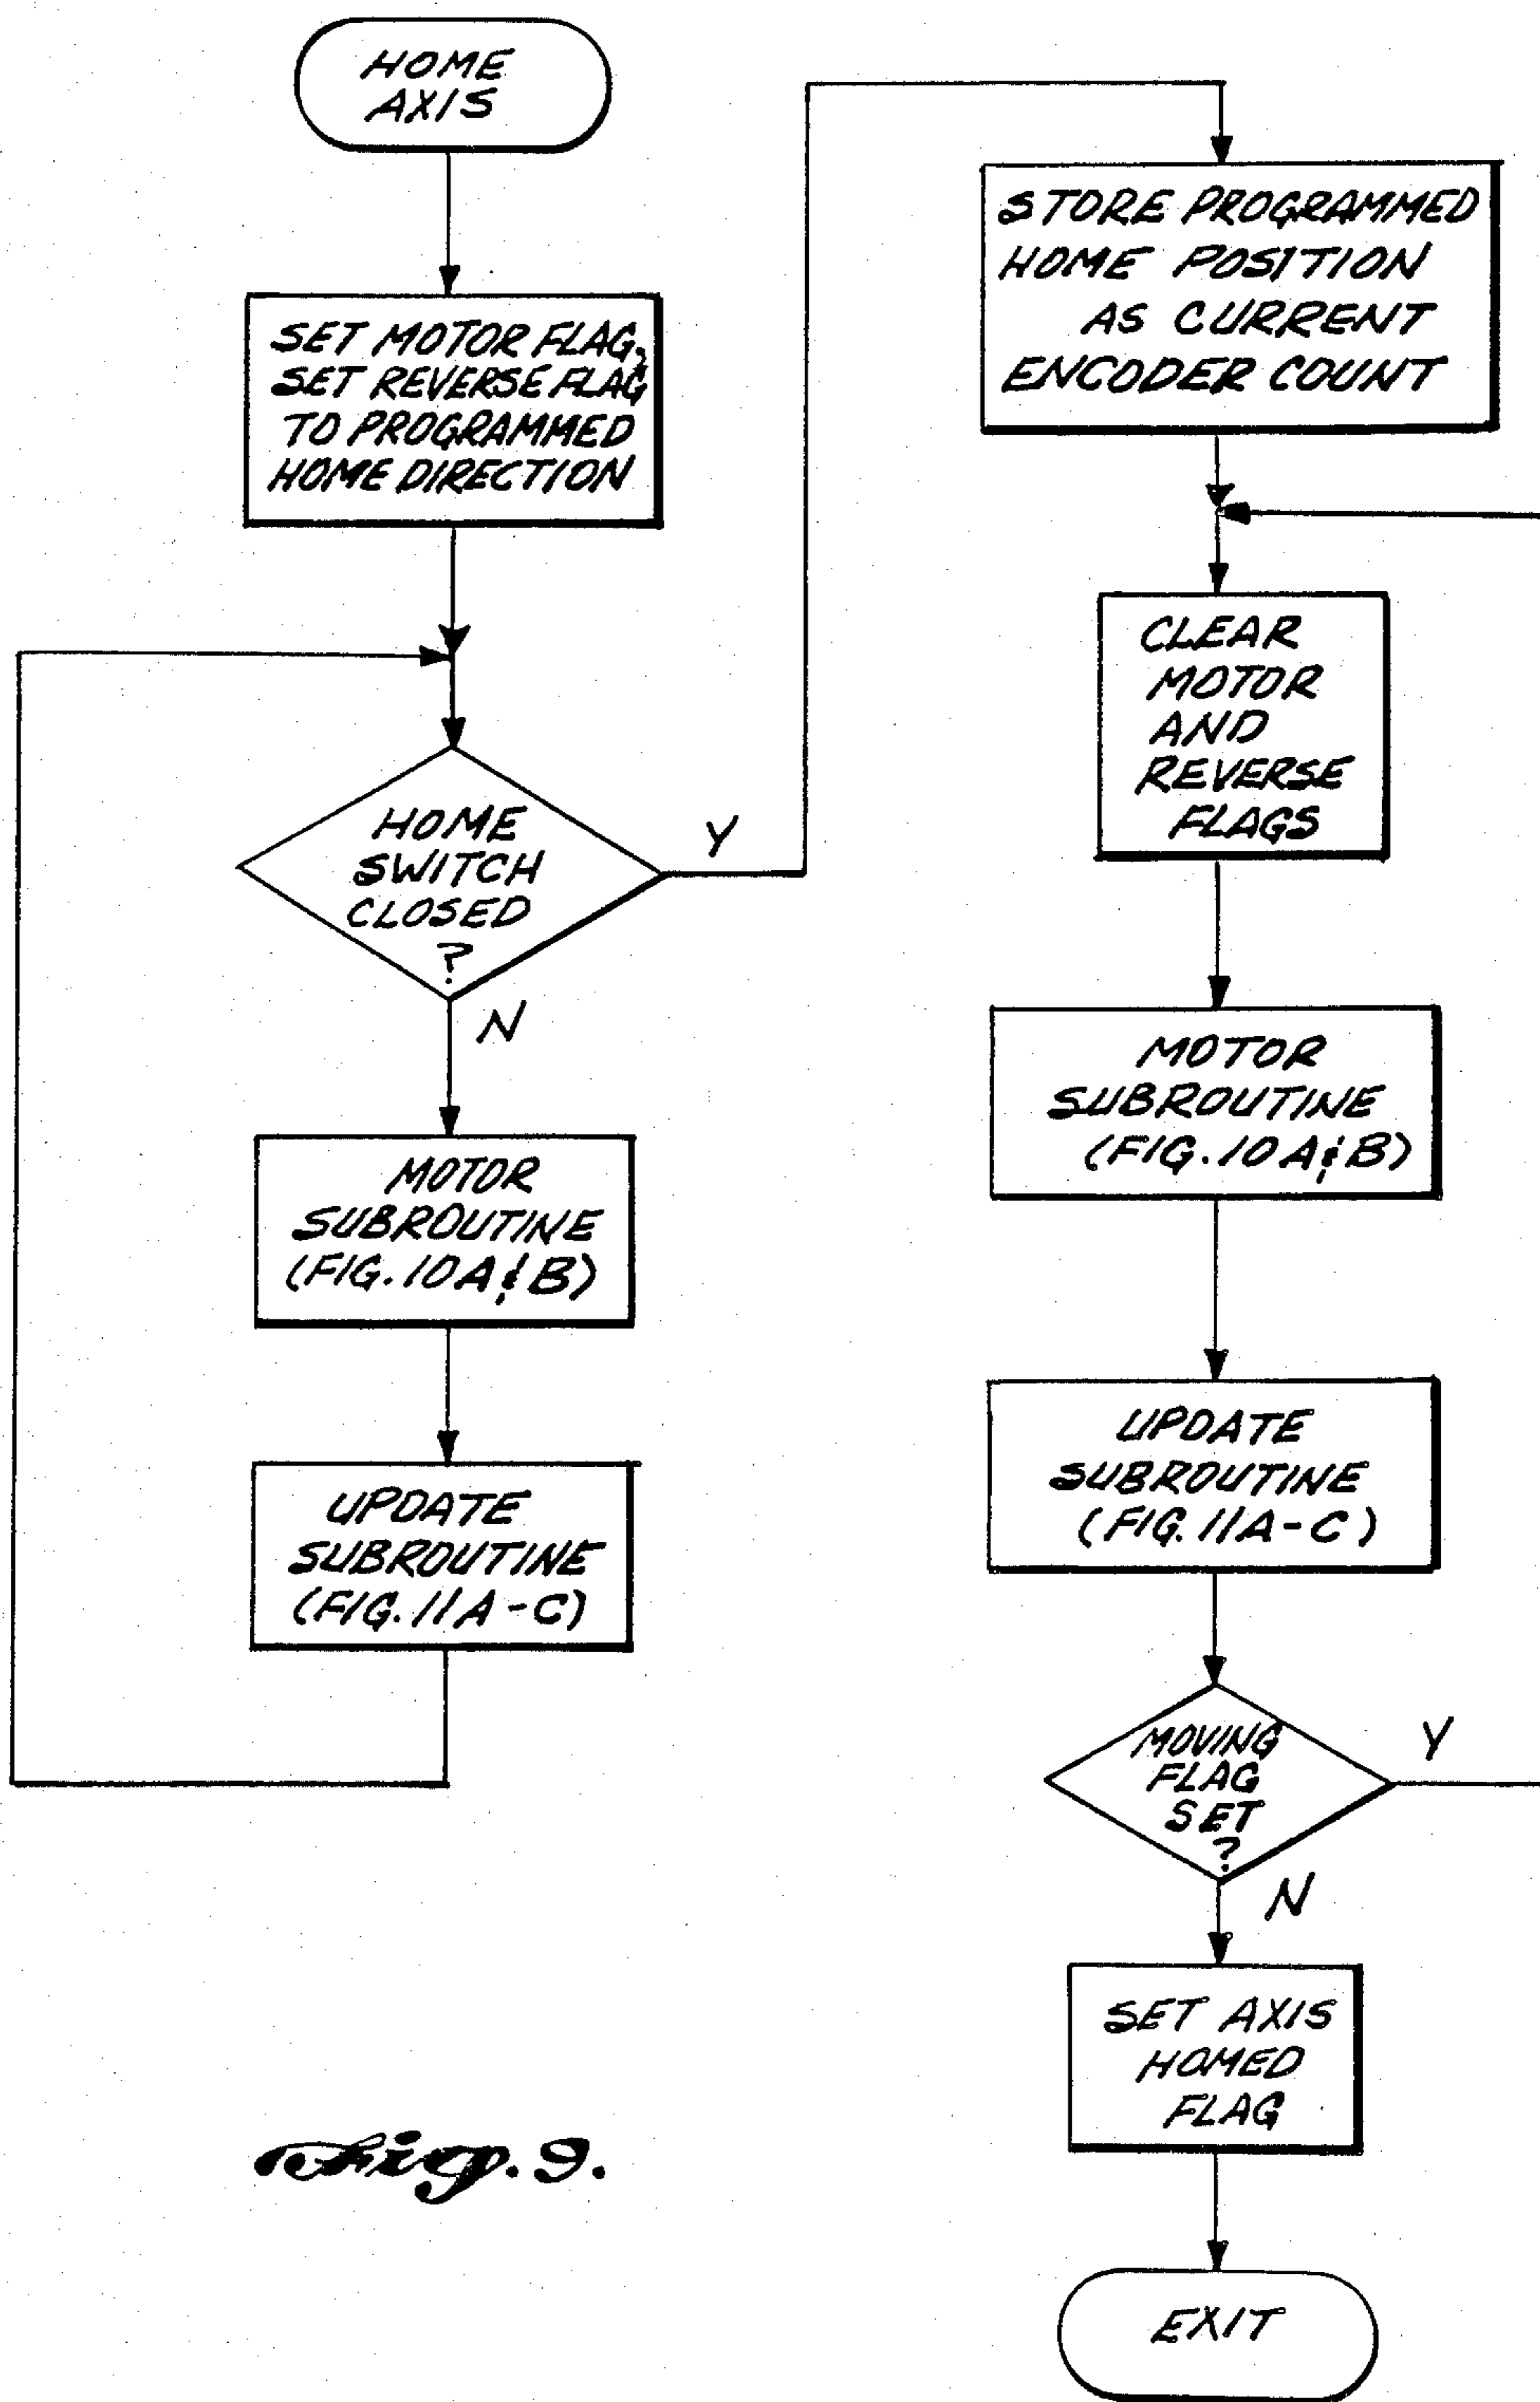 HOME
AXIS
SET MOTOR FLAG,
SET REVERSE FLAG
TO PROGRAMMED
HOME DIRECTION
HOME
SWITCH
CLOSED
?
Y
N
MOTOR
SUBROUTINE
(FIG. 10 A & B)
UPDATE
SUBROUTINE
(FIG. 11A-C)
STORE PROGRAMMED
HOME POSITION
AS CURRENT
ENCODER COUNT
CLEAR
MOTOR
AND
REVERSE
FLAGS
MOTOR
SUBROUTINE
(FIG. 10 A & B)
UPDATE
SUBROUTINE
(FIG. 11A-C)
MOVING
FLAG
SET
?
Y
N
SET AXIS
HOMED
FLAG
EXIT
Fig. 9.